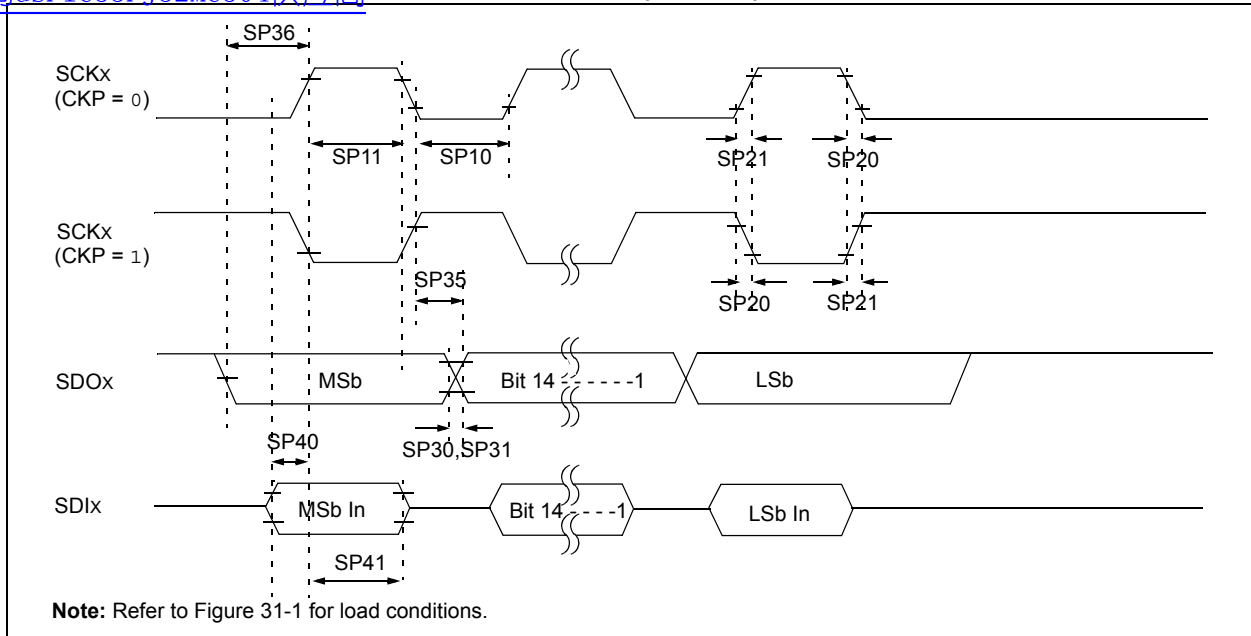 SP36
SCKx
(CKP = 0)
SP11
SP10
SP21
SP20
SCKx
(CKP = 1)
SP35
SP20
SP21
SDOx
MSb
Bit 14 - - - - - -1
LSb
SP40
SP30,SP31
SDIx
MSb In
Bit 14 - - - -1
LSb In
SP41
Note: Refer to Figure 31-1 for load conditions.